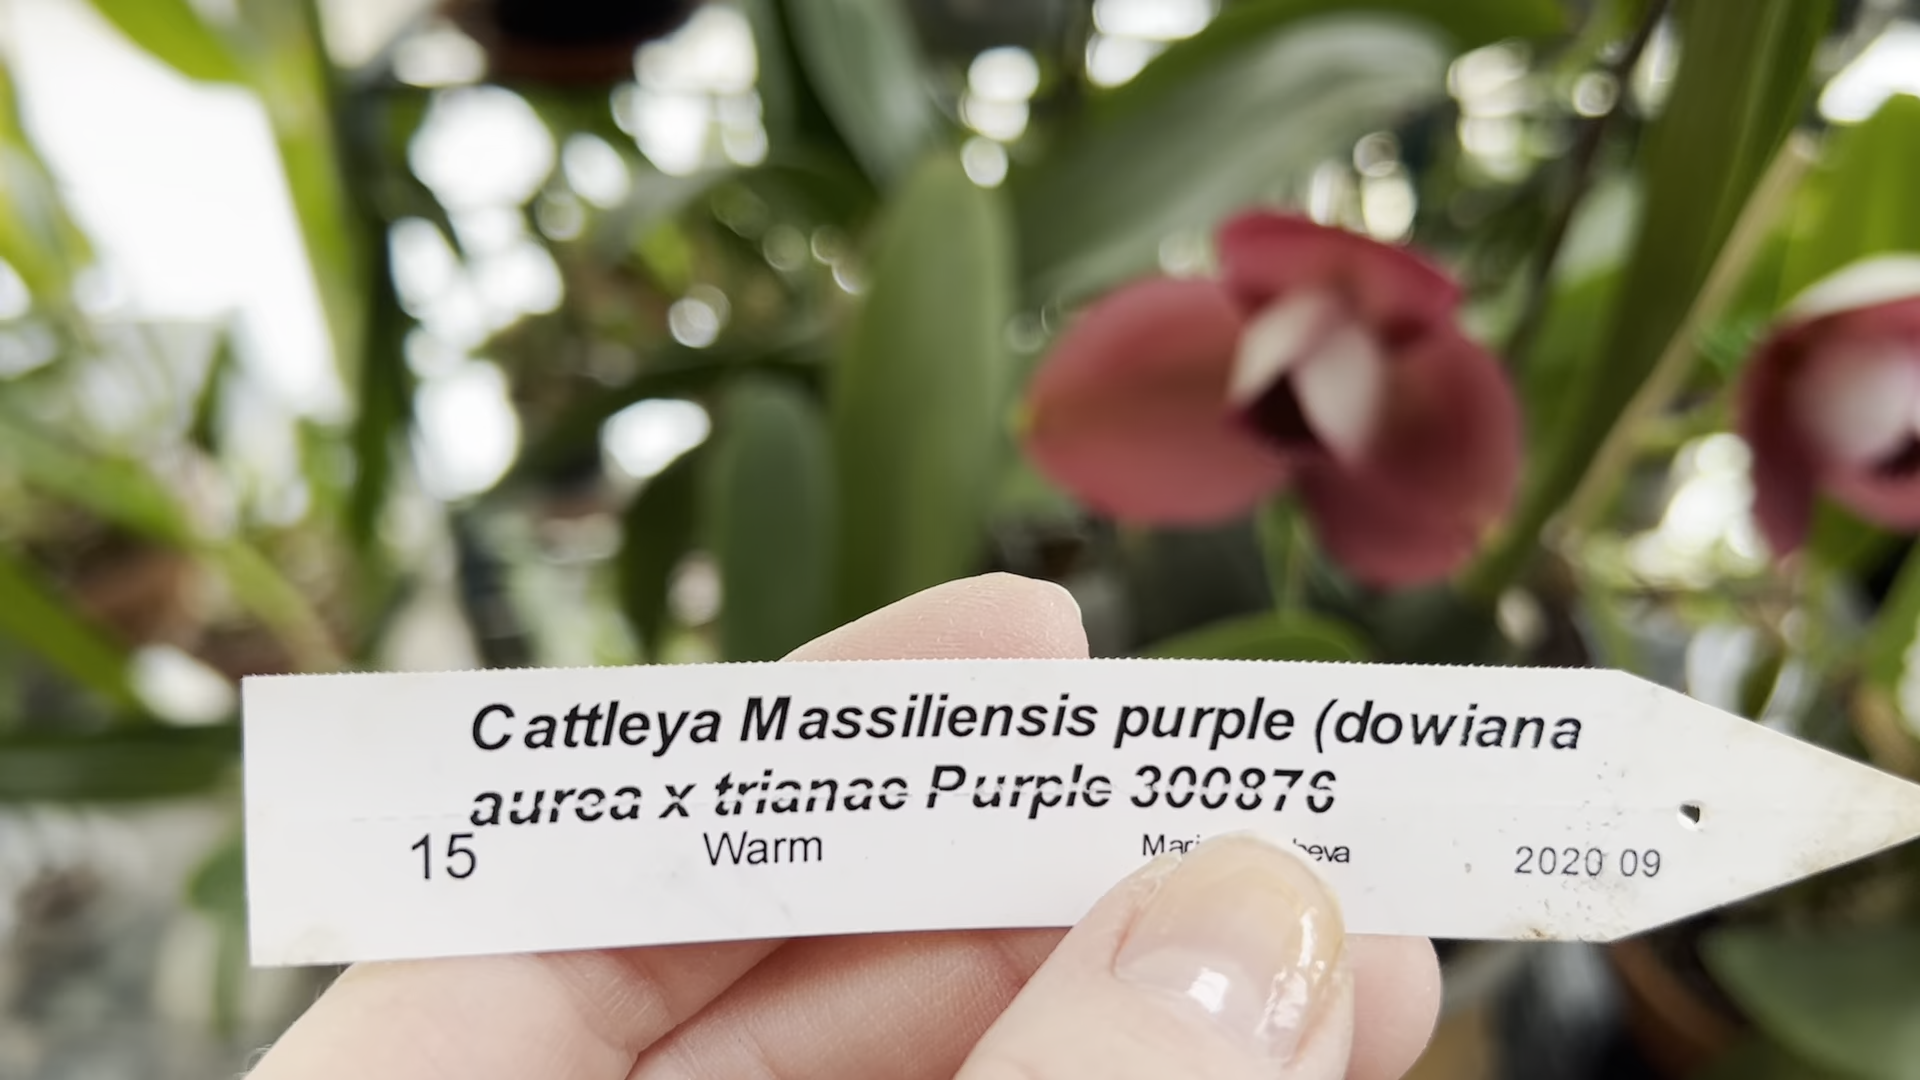 Cattleya Massiliensis purple (dowiana
aurea x trianae Purple 300876
15 Warm 2020 09